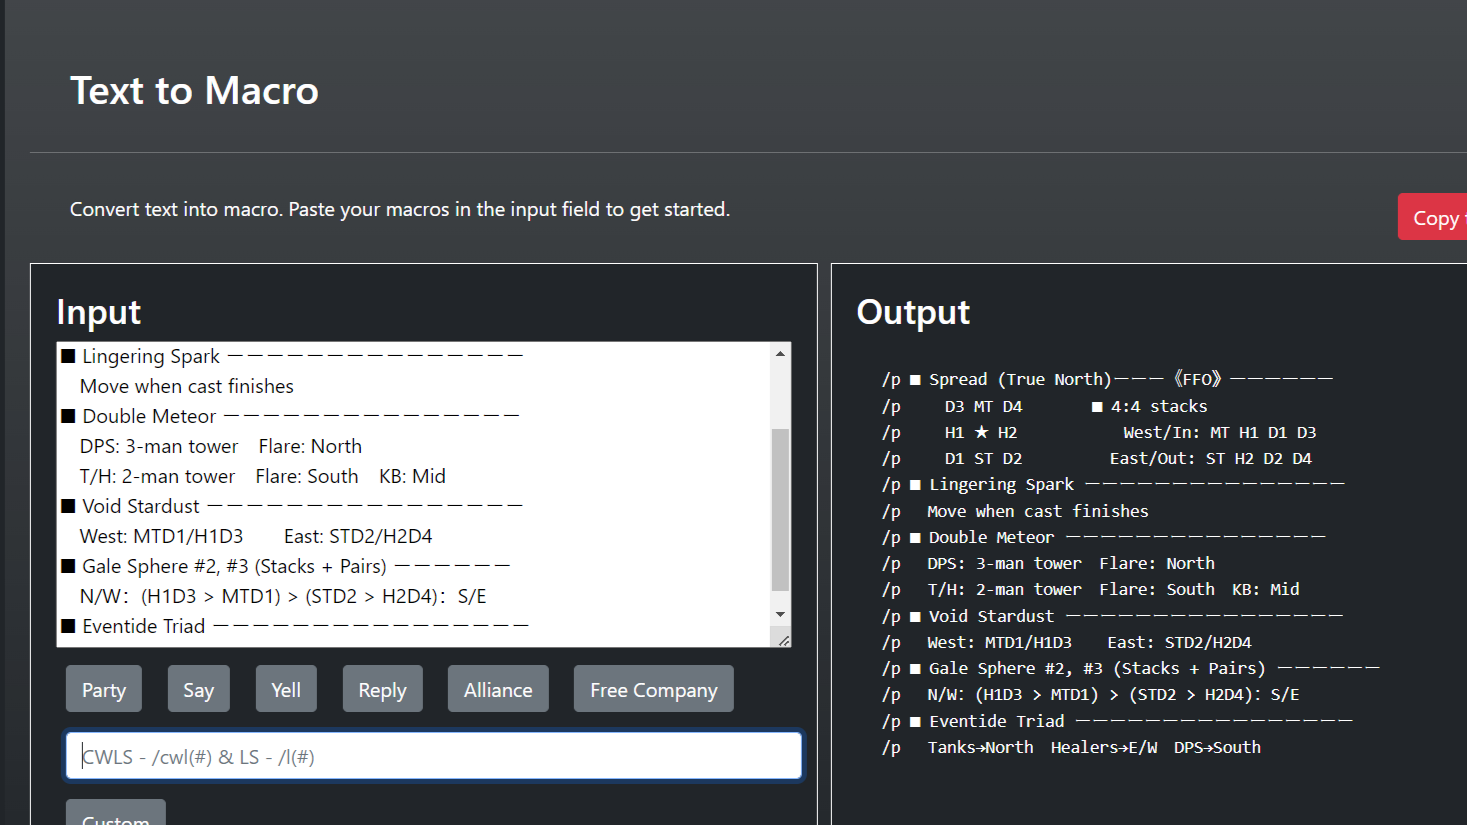 Text to Macro
Convert text into macro. Paste your macros in the input field to get started.
Copy
Input
■ Lingering Spark ───────────────
Move when cast finishes
■ Double Meteor ───────────────
DPS: 3-man tower Flare: North
T/H: 2-man tower Flare: South KB: Mid
■ Void Stardust ────────────────
West: MTD1/H1D3 East: STD2/H2D4
■ Gale Sphere #2, #3 (Stacks + Pairs) ──────
N/W: (H1D3 > MTD1) > (STD2 > H2D4): S/E
■ Eventide Triad ────────────────
Party Say Yell Reply Alliance Free Company
CWLS - /cwl(#) & LS - /l(#)
Custom
Output
/p ■ Spread (True North)───《FFO》──────
/p D3 MT D4 ■ 4:4 stacks
/p H1 ★ H2 West/In: MT H1 D1 D3
/p D1 ST D2 East/Out: ST H2 D2 D4
/p ■ Lingering Spark ───────────────
/p Move when cast finishes
/p ■ Double Meteor ───────────────
/p DPS: 3-man tower Flare: North
/p T/H: 2-man tower Flare: South KB: Mid
/p ■ Void Stardust ────────────────
/p West: MTD1/H1D3 East: STD2/H2D4
/p ■ Gale Sphere #2, #3 (Stacks + Pairs) ──────
/p N/W: (H1D3 > MTD1) > (STD2 > H2D4): S/E
/p ■ Eventide Triad ────────────────
/p Tanks→North Healers→E/W DPS→South